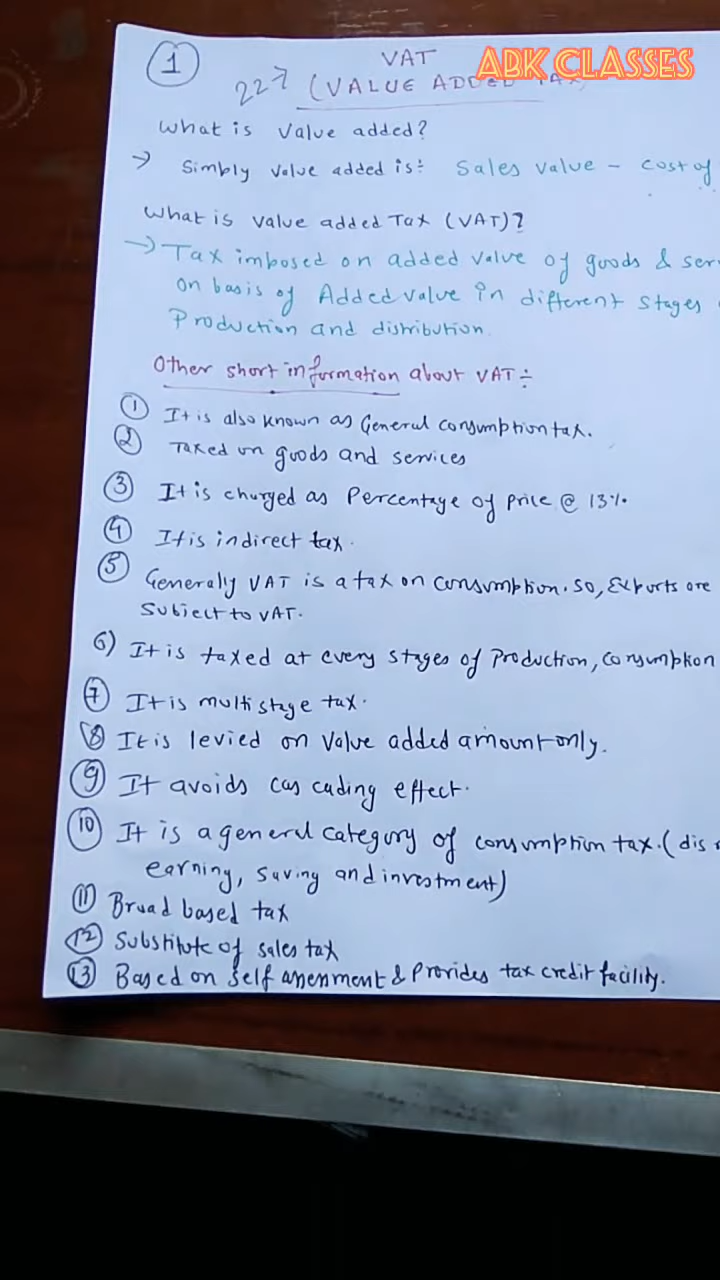 ① VAT
ABK CLASSES
227 (VALUE ADDED TAX)
What is Value added?
→ Simply value added is:- Sales value - cost of
What is value added Tax (VAT)?
→ Tax imposed on added value of goods & ser
on basis of Added value in different stages
Production and distribution.
Other short information about VAT:-
① It is also known as General consumption tax.
② Taxed on goods and services
③ It is charged as Percentage of price @ 13%
④ It is indirect tax.
⑤ Generally VAT is a tax on consumption. So, Exports are
Subject to VAT.
6) It is taxed at every stages of Production, Consumption
⑦ It is multistage tax.
⑧ It is levied on Value added amount only.
⑨ It avoids cascading effect.
⑩ It is a general category of consumption tax. (dis
earning, saving and investment)
⑪ Broad based tax
⑫ Substitute of sales tax
⑬ Based on self assessment & Provides tax credit facility.